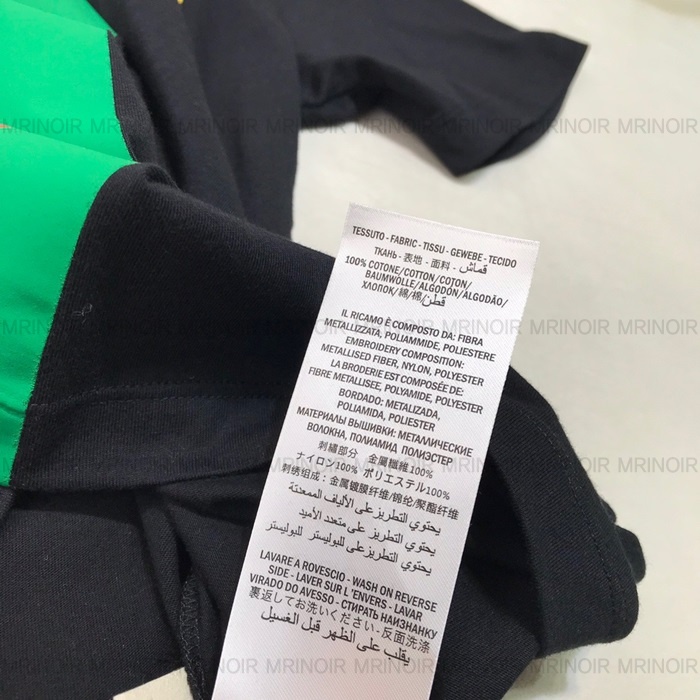 TESSUTO - FABRIC - TISSU - GEWEBE - TECIDO
ТКАНЬ - 表地 - 面料 - قماش
100% COTONE/COTTON/COTON/
BAUMWOLLE/ALGODÓN/ALGODÃO/
ХЛОПОК/綿/棉/قطن
IL RICAMO È COMPOSTO DA: FIBRA
METALLIZZATA, POLIAMMIDE, POLIESTERE
EMBROIDERY COMPOSITION:
METALLISED FIBER, NYLON, POLYESTER
LA BRODERIE EST COMPOSÉE DE:
FIBRE METALLISEE, POLYAMIDE, POLYESTER
BORDADO: METALIZADA,
POLIAMIDA, POLIESTER
МАТЕРИАЛЫ ВЫШИВКИ: МЕТАЛЛИЧЕСКИЕ
ВОЛОКНА, ПОЛИАМИД ПОЛИЭСТЕР
刺繍部分 金属繊維100%
ナイロン100% ポリエステル100%
刺绣组成：金属镀膜纤维/锦纶/聚酯纤维
يحتوي التطريز على الألياف الممعدنة
يحتوي التطريز على متعدد الأميد
يحتوي التطريز على للبوليستر للبوليستر
LAVARE A ROVESCIO - WASH ON REVERSE
SIDE - LAVER SUR L'ENVERS - LAVAR
VIRADO DO AVESSO - СТИРАТЬ НАИЗНАНКУ
裏返してお洗いください - 反面洗涤
يقلب على الظهر قبل الغسيل
MRINOIR MRINOIR MRINOIR MRINOIR MRINOIR MRINOIR MRINOIR MRINOIR